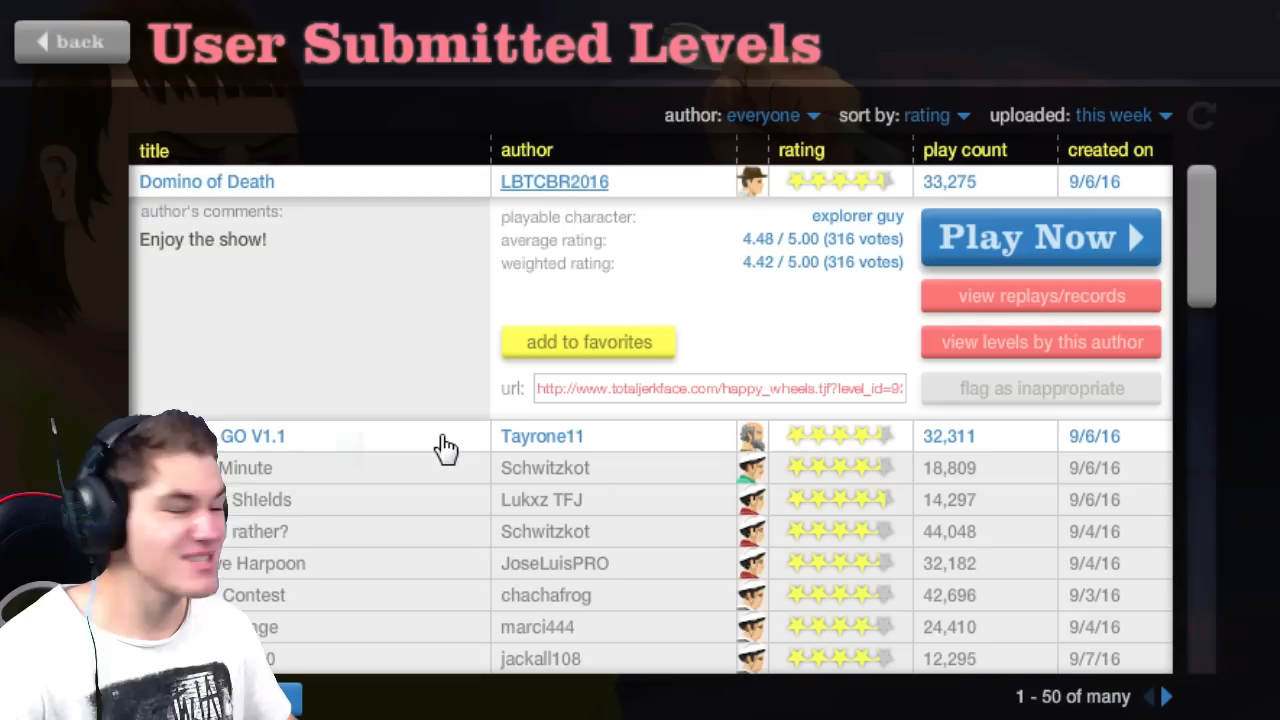 back
User Submitted Levels
author: everyone sort by: rating uploaded: this week
title author rating play count created on
Domino of Death LBTCBR2016 33,275 9/6/16
author's comments:
Enjoy the show!
playable character: explorer guy
average rating: 4.48 / 5.00 (316 votes)
weighted rating: 4.42 / 5.00 (316 votes)
Play Now
view replays/records
add to favorites
view levels by this author
url: http://www.totaljerkface.com/happy_wheels.tjf?level_id=9
flag as inappropriate
GO V1.1 Tayrone11 32,311 9/6/16
Minute Schwitzkot 18,809 9/6/16
ShIelds Lukxz TFJ 14,297 9/6/16
rather? Schwitzkot 44,048 9/4/16
Harpoon JoseLuisPRO 32,182 9/4/16
Contest chachafrog 42,696 9/3/16
marci444 24,410 9/4/16
jackall108 12,295 9/7/16
1 - 50 of many